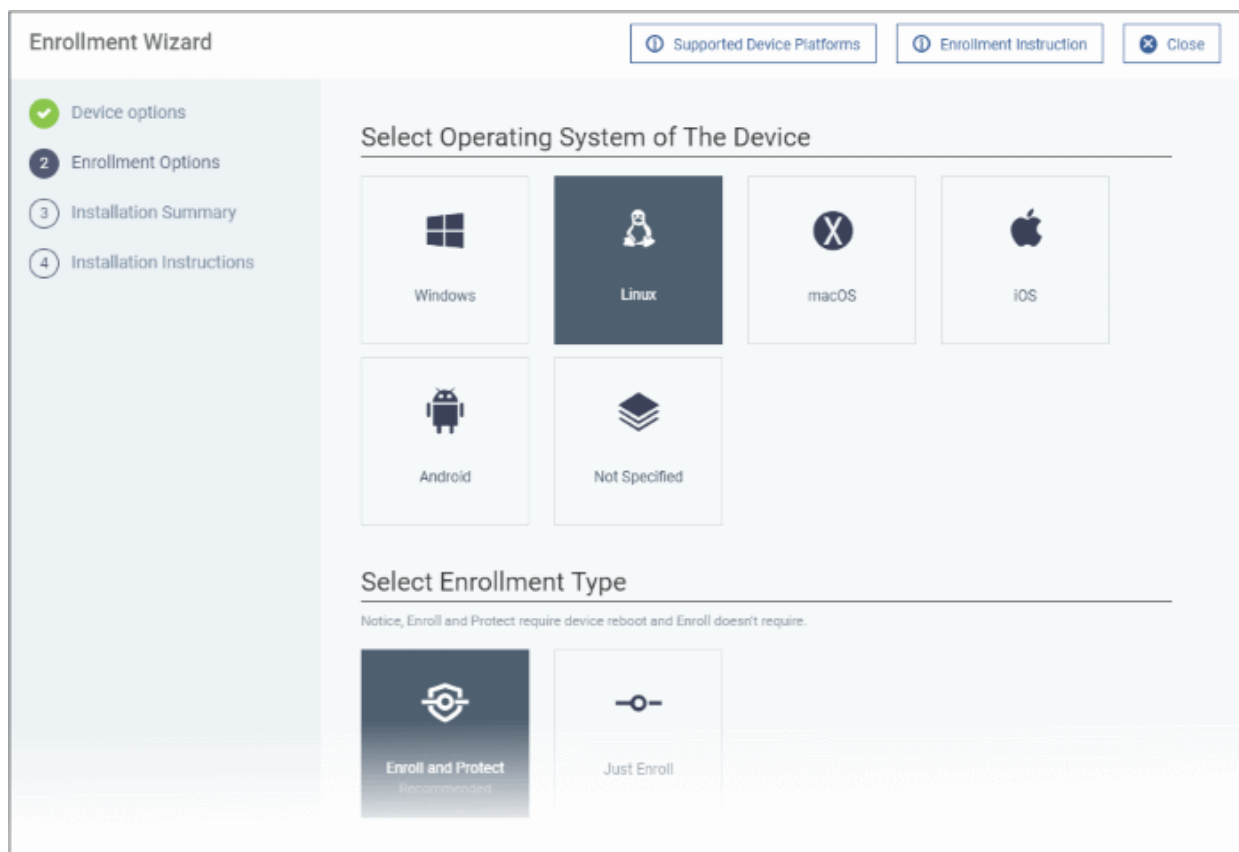 Enrollment Wizard
Supported Device Platforms
Enrollment Instruction
Close
Device options
2 Enrollment Options
3 Installation Summary
4 Installation Instructions
Select Operating System of The Device
Windows
Linux
macOS
iOS
Android
Not Specified
Select Enrollment Type
Notice, Enroll and Protect require device reboot and Enroll doesn't require.
Enroll and Protect
Recommended
Just Enroll